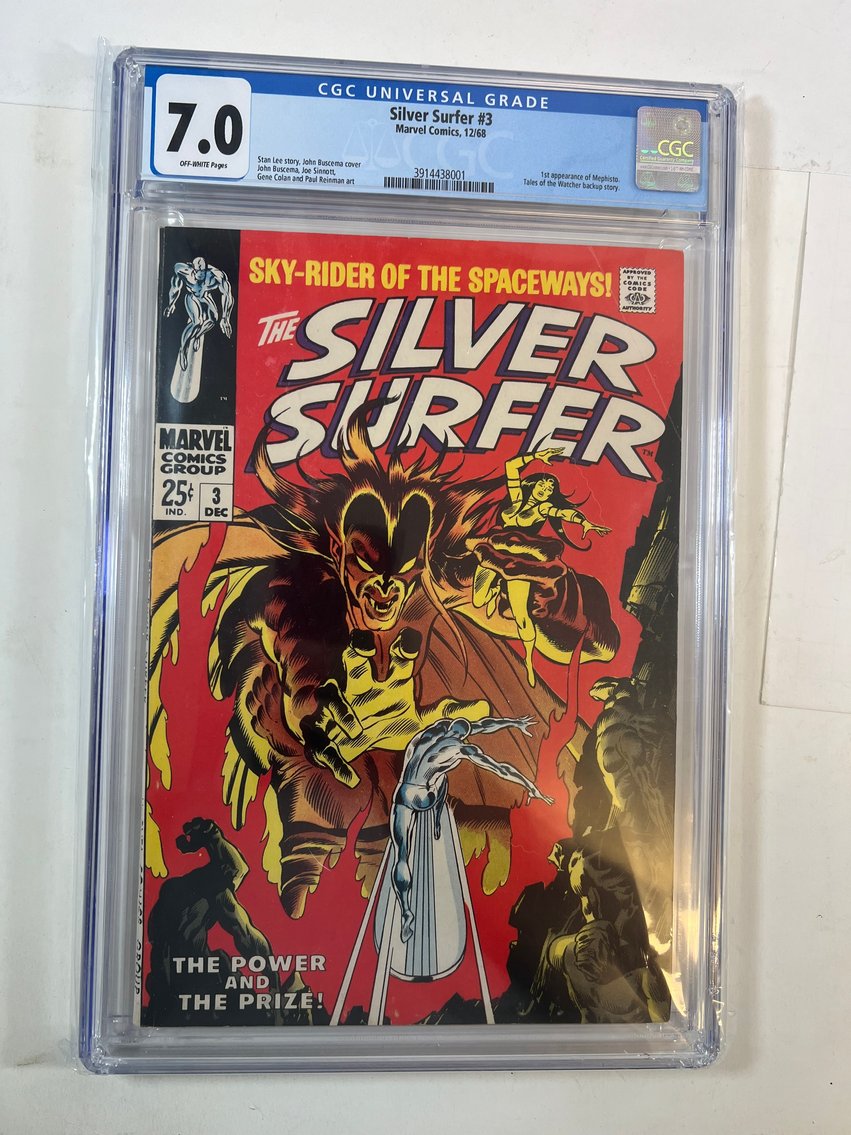 CGC UNIVERSAL GRADE
7.0
OFF-WHITE Pages
Silver Surfer #3
Marvel Comics, 12/68
Stan Lee story, John Buscema cover
John Buscema, Joe Sinnott,
Gene Colan and Paul Reinman art
3914438001
1st appearance of Mephisto.
Tales of the Watcher backup story.
CGC
SKY-RIDER OF THE SPACEWAYS!
APPROVED
BY THE
COMICS
CODE
AUTHORITY
THE
SILVER
SURFER
TM
MARVEL
COMICS
GROUP
25¢
IND.
3
DEC
THE POWER
AND
THE PRIZE!